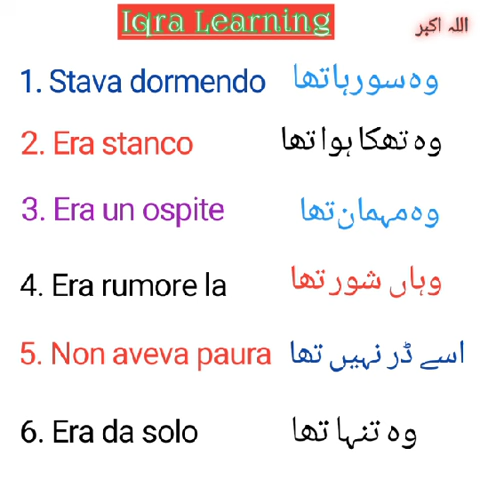 Iqra Learning اللہ اکبر
1. Stava dormendo وہ سو رہا تھا
2. Era stanco وہ تھکا ہوا تھا
3. Era un ospite وہ مہمان تھا
4. Era rumore la وہاں شور تھا
5. Non aveva paura اسے ڈر نہیں تھا
6. Era da solo وہ تنہا تھا